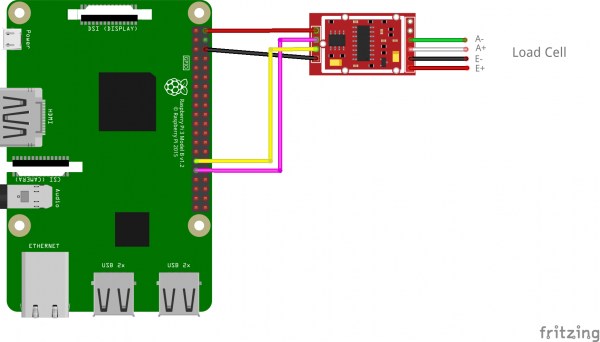 DSI (DISPLAY)
Power
A-
A+
E-
E+
Load Cell
GPIO
HDMI
Raspberry Pi 3 Model B v1.2
© Raspberry Pi 2015
CSI (CAMERA)
Audio
ETHERNET
USB 2x
USB 2x
fritzing